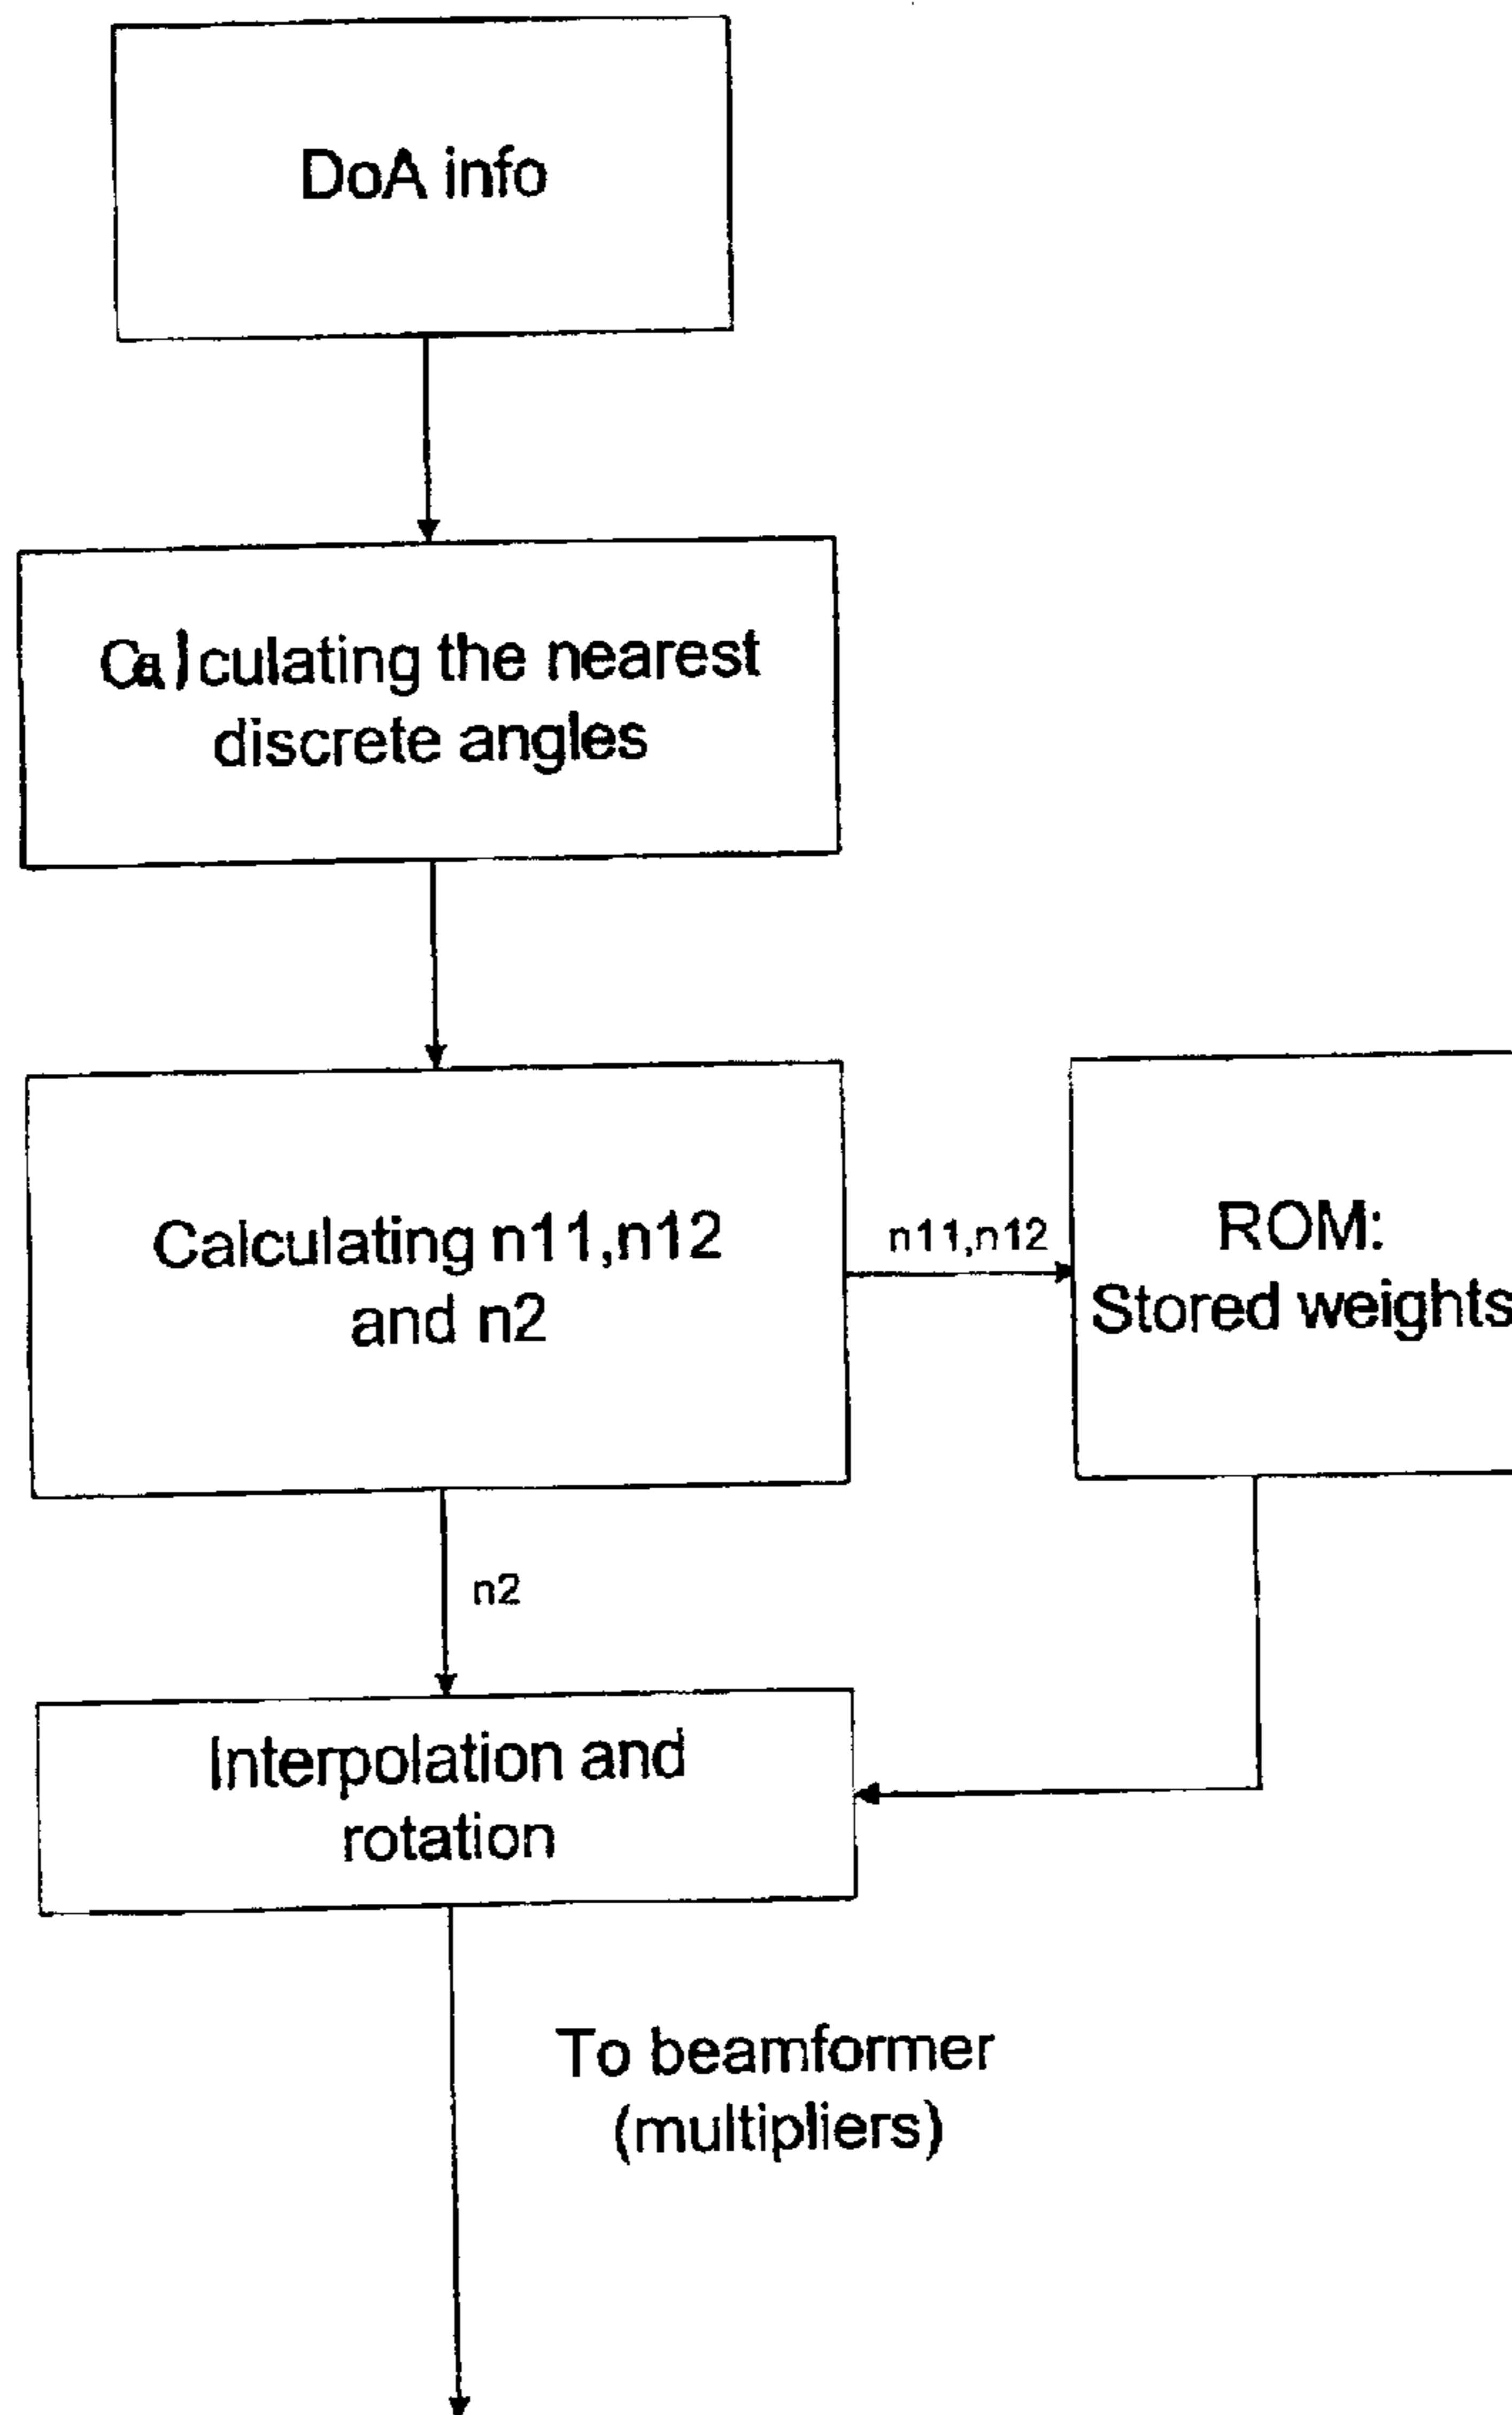 DoA info
Calculating the nearest
discrete angles
Calculating n11,n12
and n2
n11,n12
ROM:
Stored weights
n2
Interpolation and
rotation
To beamformer
(multipliers)